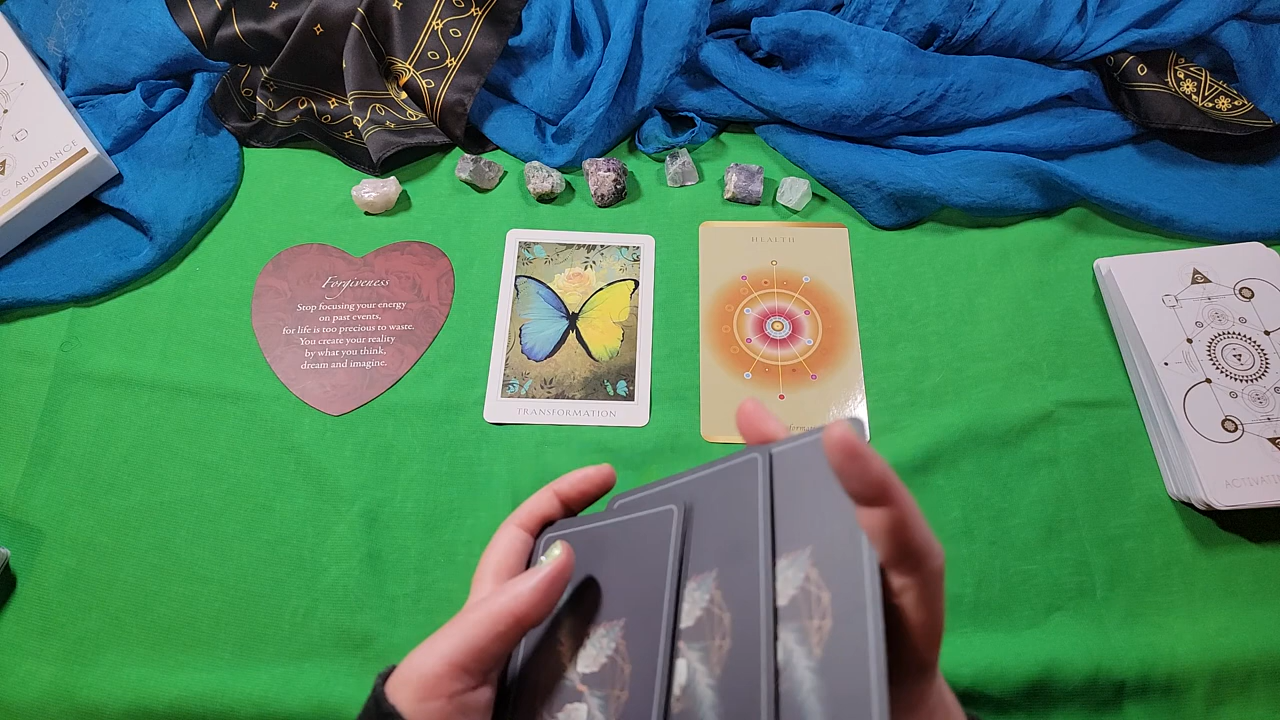 ABUNDANCE
Forgiveness
Stop focusing your energy
on past events,
for life is too precious to waste.
You create your reality
by what you think,
dream and imagine.
TRANSFORMATION
HEALTH